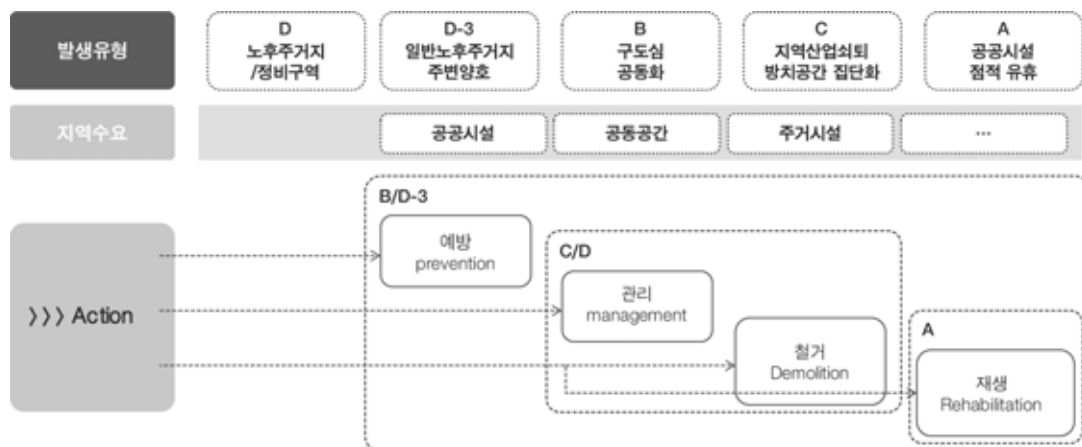 발생유형
D
노후주거지
/정비구역
D-3
일반노후주거지
주변양호
B
구도심
공동화
C
지역산업쇠퇴
방치공간 집단화
A
공공시설
점적 유휴
지역수요
공공시설
공동공간
주거시설
…
B/D-3
예방
prevention
C/D
관리
management
〉〉〉 Action
철거
Demolition
A
재생
Rehabilitation